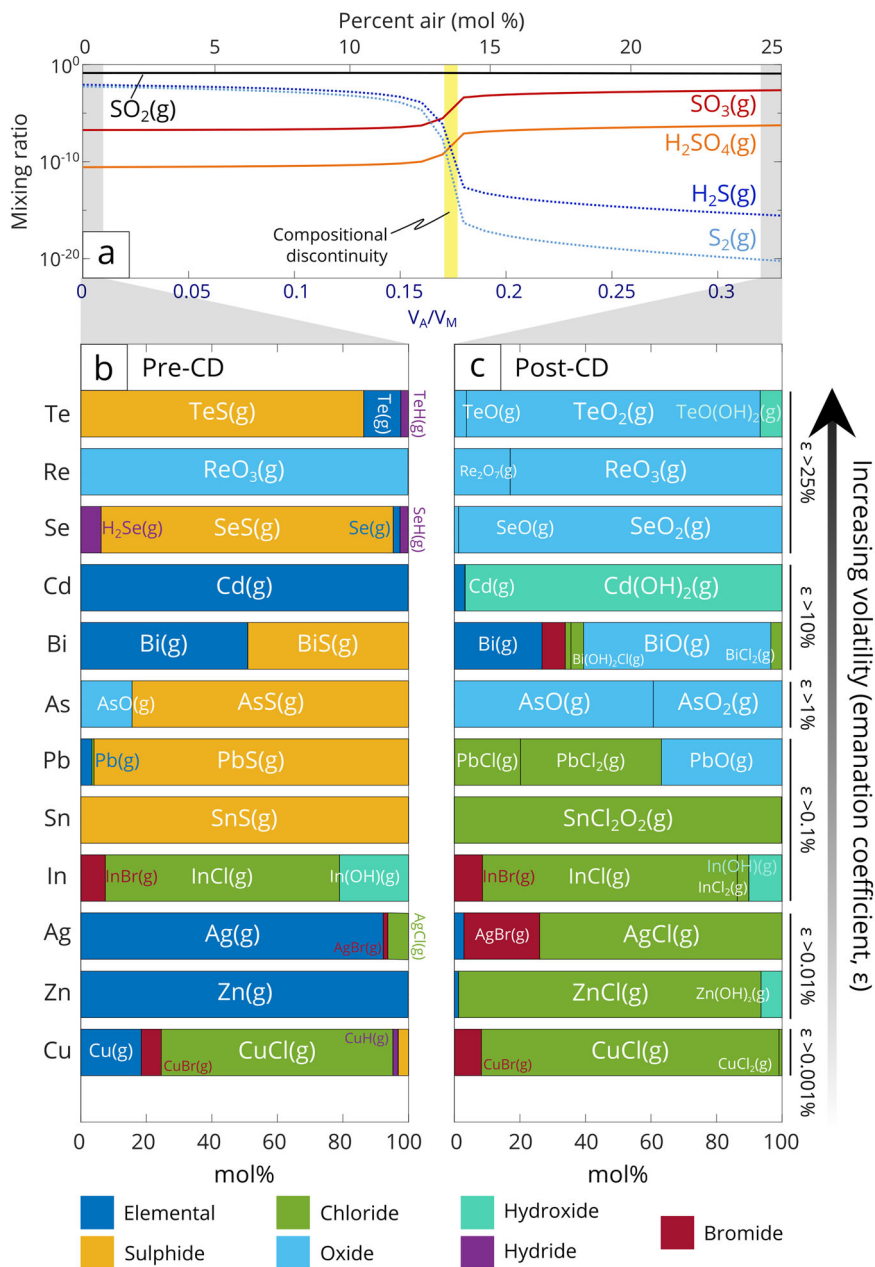 Percent air (mol %)
0 5 10 15 20 25
10⁰
10⁻¹⁰
10⁻²⁰
Mixing ratio
SO₂(g)
SO₃(g)
H₂SO₄(g)
H₂S(g)
S₂(g)
Compositional
discontinuity
a
0 0.05 0.1 0.15 0.2 0.25 0.3
V_A/V_M
b Pre-CD
c Post-CD
Te TeS(g) Te(g) TeH(g) TeO(g) TeO₂(g) TeO(OH)₂(g)
Re ReO₃(g) Re₂O₇(g) ReO₃(g)
Se H₂Se(g) SeS(g) Se(g) SeH(g) SeO(g) SeO₂(g)
Cd Cd(g) Cd(g) Cd(OH)₂(g)
Bi Bi(g) BiS(g) Bi(g) Bi(OH)₂Cl(g) BiO(g) BiCl₂(g)
As AsO(g) AsS(g) AsO(g) AsO₂(g)
Pb Pb(g) PbS(g) PbCl(g) PbCl₂(g) PbO(g)
Sn SnS(g) SnCl₂O₂(g)
In InBr(g) InCl(g) In(OH)(g) InBr(g) InCl(g) InCl₂(g) In(OH)(g)
Ag Ag(g) AgBr(g) AgCl(g) AgBr(g) AgCl(g)
Zn Zn(g) ZnCl(g) Zn(OH)₂(g)
Cu Cu(g) CuBr(g) CuCl(g) CuH(g) CuBr(g) CuCl(g) CuCl₂(g)
ε >25%
ε >10%
ε >1%
ε >0.1%
ε >0.01%
ε >0.001%
Increasing volatility (emanation coefficient, ε)
0 20 40 60 80 100
0 20 40 60 80 100
mol%
mol%
Elemental Chloride Hydroxide Bromide
Sulphide Oxide Hydride